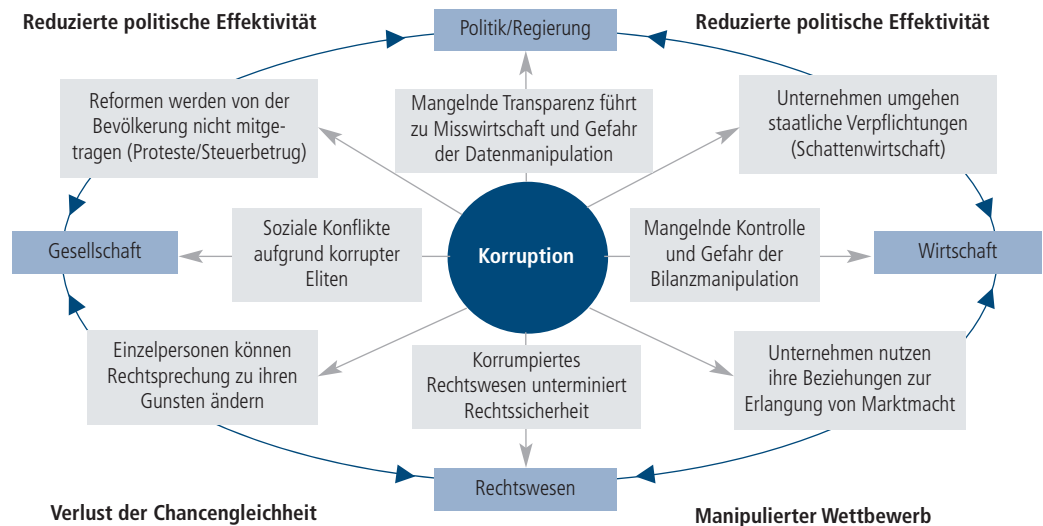 Reduzierte politische Effektivität
Politik/Regierung
Reduzierte politische Effektivität
Reformen werden von der
Bevölkerung nicht mitge-
tragen (Proteste/Steuerbetrug)
Mangelnde Transparenz führt
zu Misswirtschaft und Gefahr
der Datenmanipulation
Unternehmen umgehen
staatliche Verpflichtungen
(Schattenwirtschaft)
Gesellschaft
Soziale Konflikte
aufgrund korrupter
Eliten
Korruption
Mangelnde Kontrolle
und Gefahr der
Bilanzmanipulation
Wirtschaft
Einzelpersonen können
Rechtsprechung zu ihren
Gunsten ändern
Korrumpiertes
Rechtswesen unterminiert
Rechtssicherheit
Unternehmen nutzen
ihre Beziehungen zur
Erlangung von Marktmacht
Rechtswesen
Verlust der Chancengleichheit
Manipulierter Wettbewerb